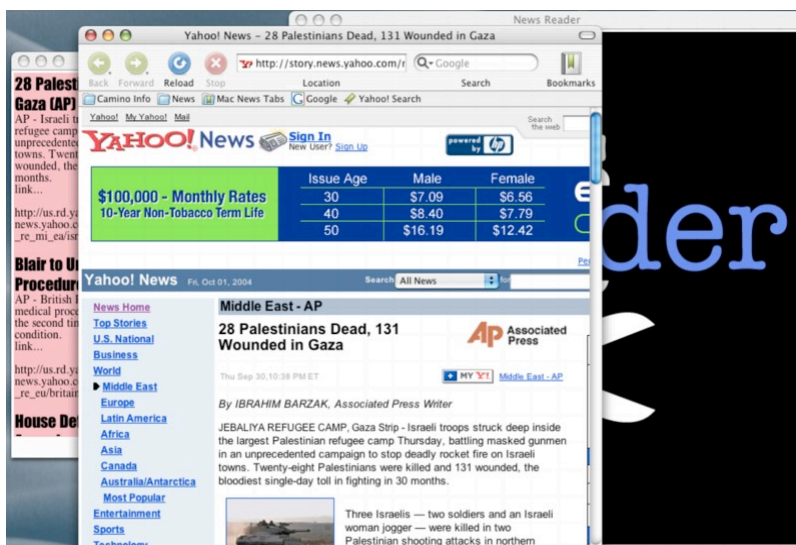 News Reader
Yahoo! News – 28 Palestinians Dead, 131 Wounded in Gaza
http://story.news.yahoo.com/r
Google
Back Forward Reload Stop Location Search Bookmarks
Camino Info News Mac News Tabs Google Yahoo! Search
28 Palest
Gaza (AP)
AP - Israeli t
refugee camp
unprecedented
towns. Twent
wounded, the
months.
link...
http://us.rd.ya
news.yahoo.c
_re_mi_ea/isr
Blair to U
Procedur
AP - British P
medical proce
the second tin
condition.
link...
http://us.rd.ya
news.yahoo.c
_re_eu/britain
House De
Yahoo! My Yahoo! Mail
Search
the web
YAHOO! News
Sign In
New User? Sign Up
powered by hp
$100,000 - Monthly Rates
10-Year Non-Tobacco Term Life
Issue Age Male Female
30 $7.09 $6.56
40 $8.40 $7.79
50 $16.19 $12.42
der
Yahoo! News Fri, Oct 01, 2004
Search All News for
News Home
Top Stories
U.S. National
Business
World
Middle East
Europe
Latin America
Africa
Asia
Canada
Australia/Antarctica
Most Popular
Entertainment
Sports
Technology
Middle East - AP
28 Palestinians Dead, 131
Wounded in Gaza
AP Associated
Press
Thu Sep 30,10:39 PM ET
MY Y! Middle East - AP
By IBRAHIM BARZAK, Associated Press Writer
JEBALIYA REFUGEE CAMP, Gaza Strip - Israeli troops struck deep inside
the largest Palestinian refugee camp Thursday, battling masked gunmen
in an unprecedented campaign to stop deadly rocket fire on Israeli
towns. Twenty-eight Palestinians were killed and 131 wounded, the
bloodiest single-day toll in fighting in 30 months.
Three Israelis — two soldiers and an Israeli
woman jogger — were killed in two
Palestinian shooting attacks in northern